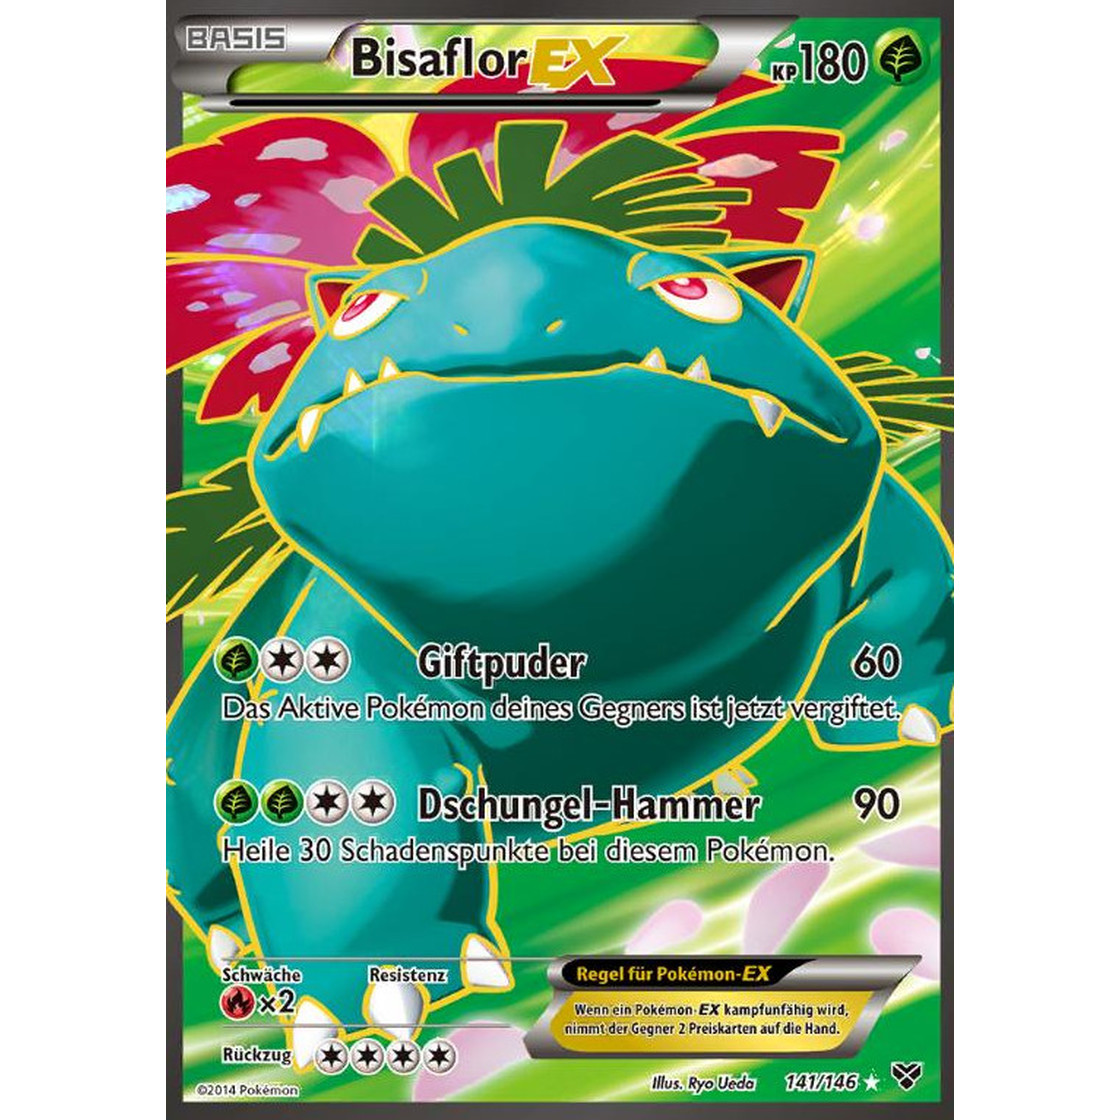 BASIS
Bisaflor EX
KP 180
Giftpuder 60
Das Aktive Pokémon deines Gegners ist jetzt vergiftet.
Dschungel-Hammer 90
Heile 30 Schadenspunkte bei diesem Pokémon.
Schwäche Resistenz
×2
Regel für Pokémon-EX
Wenn ein Pokémon-EX kampfunfähig wird,
nimmt der Gegner 2 Preiskarten auf die Hand.
Rückzug
©2014 Pokémon
Illus. Ryo Ueda 141/146